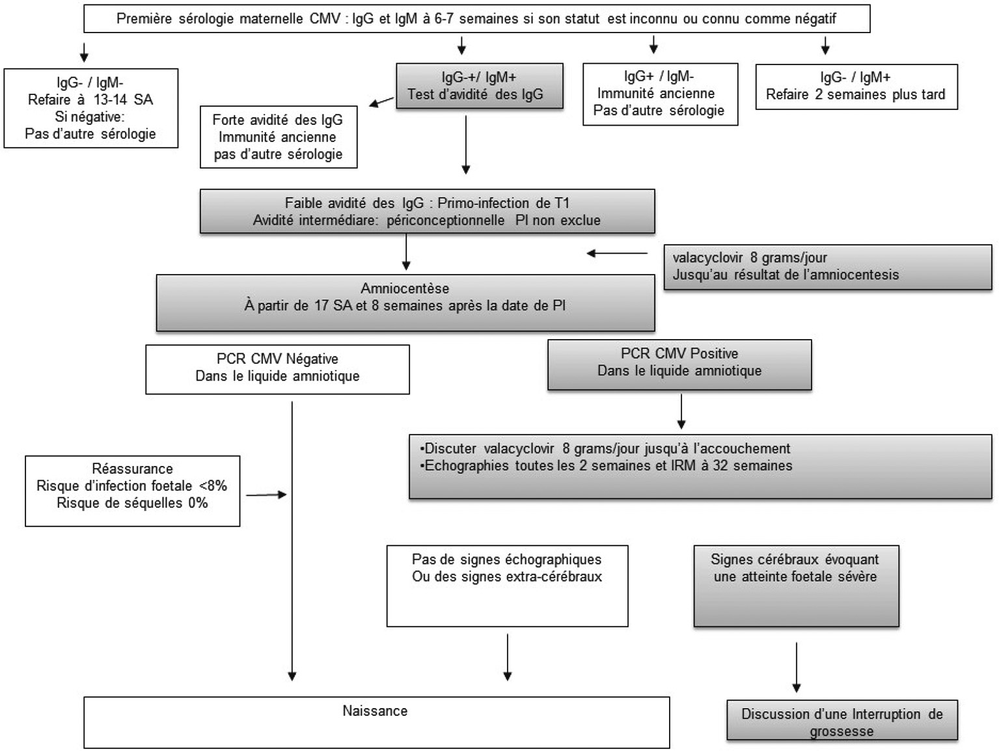 Première sérologie maternelle CMV : IgG et IgM à 6-7 semaines si son statut est inconnu ou connu comme négatif
IgG- / IgM-
Refaire à 13-14 SA
Si négative:
Pas d'autre sérologie
IgG-+/ IgM+
Test d'avidité des IgG
IgG+ / IgM-
Immunité ancienne
Pas d'autre sérologie
IgG- / IgM+
Refaire 2 semaines plus tard
Forte avidité des IgG
Immunité ancienne
pas d'autre sérologie
Faible avidité des IgG : Primo-infection de T1
Avidité intermédiare: périconceptionnelle PI non exclue
valacyclovir 8 grams/jour
Jusqu'au résultat de l'amniocentesis
Amniocentèse
À partir de 17 SA et 8 semaines après la date de PI
PCR CMV Négative
Dans le liquide amniotique
PCR CMV Positive
Dans le liquide amniotique
•Discuter valacyclovir 8 grams/jour jusqu'à l'accouchement
•Echographies toutes les 2 semaines et IRM à 32 semaines
Réassurance
Risque d'infection foetale <8%
Risque de séquelles 0%
Pas de signes échographiques
Ou des signes extra-cérébraux
Signes cérébraux évoquant
une atteinte foetale sévère
Naissance
Discussion d'une Interruption de
grossesse